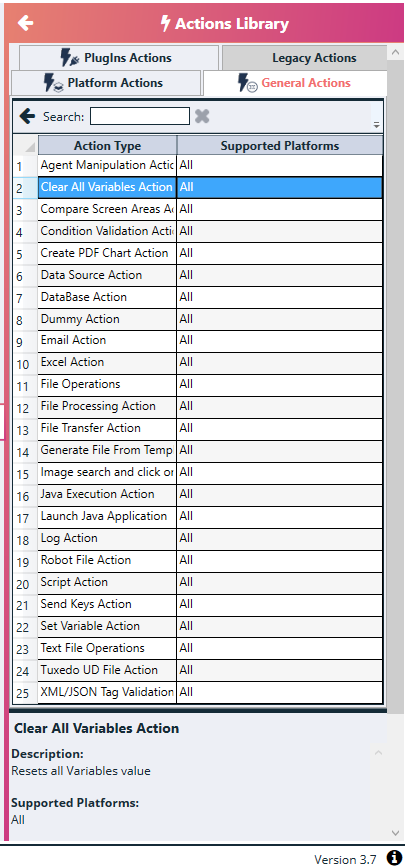 Actions Library
PlugIns Actions
Legacy Actions
Platform Actions
General Actions
Search:
Action Type Supported Platforms
1 Agent Manipulation Actic All
2 Clear All Variables Action All
3 Compare Screen Areas A All
4 Condition Validation Acti All
5 Create PDF Chart Action All
6 Data Source Action All
7 DataBase Action All
8 Dummy Action All
9 Email Action All
10 Excel Action All
11 File Operations All
12 File Processing Action All
13 File Transfer Action All
14 Generate File From Temp All
15 Image search and click or All
16 Java Execution Action All
17 Launch Java Application All
18 Log Action All
19 Robot File Action All
20 Script Action All
21 Send Keys Action All
22 Set Variable Action All
23 Text File Operations All
24 Tuxedo UD File Action All
25 XML/JSON Tag Validation All
Clear All Variables Action
Description:
Resets all Variables value
Supported Platforms:
All
Version 3.7